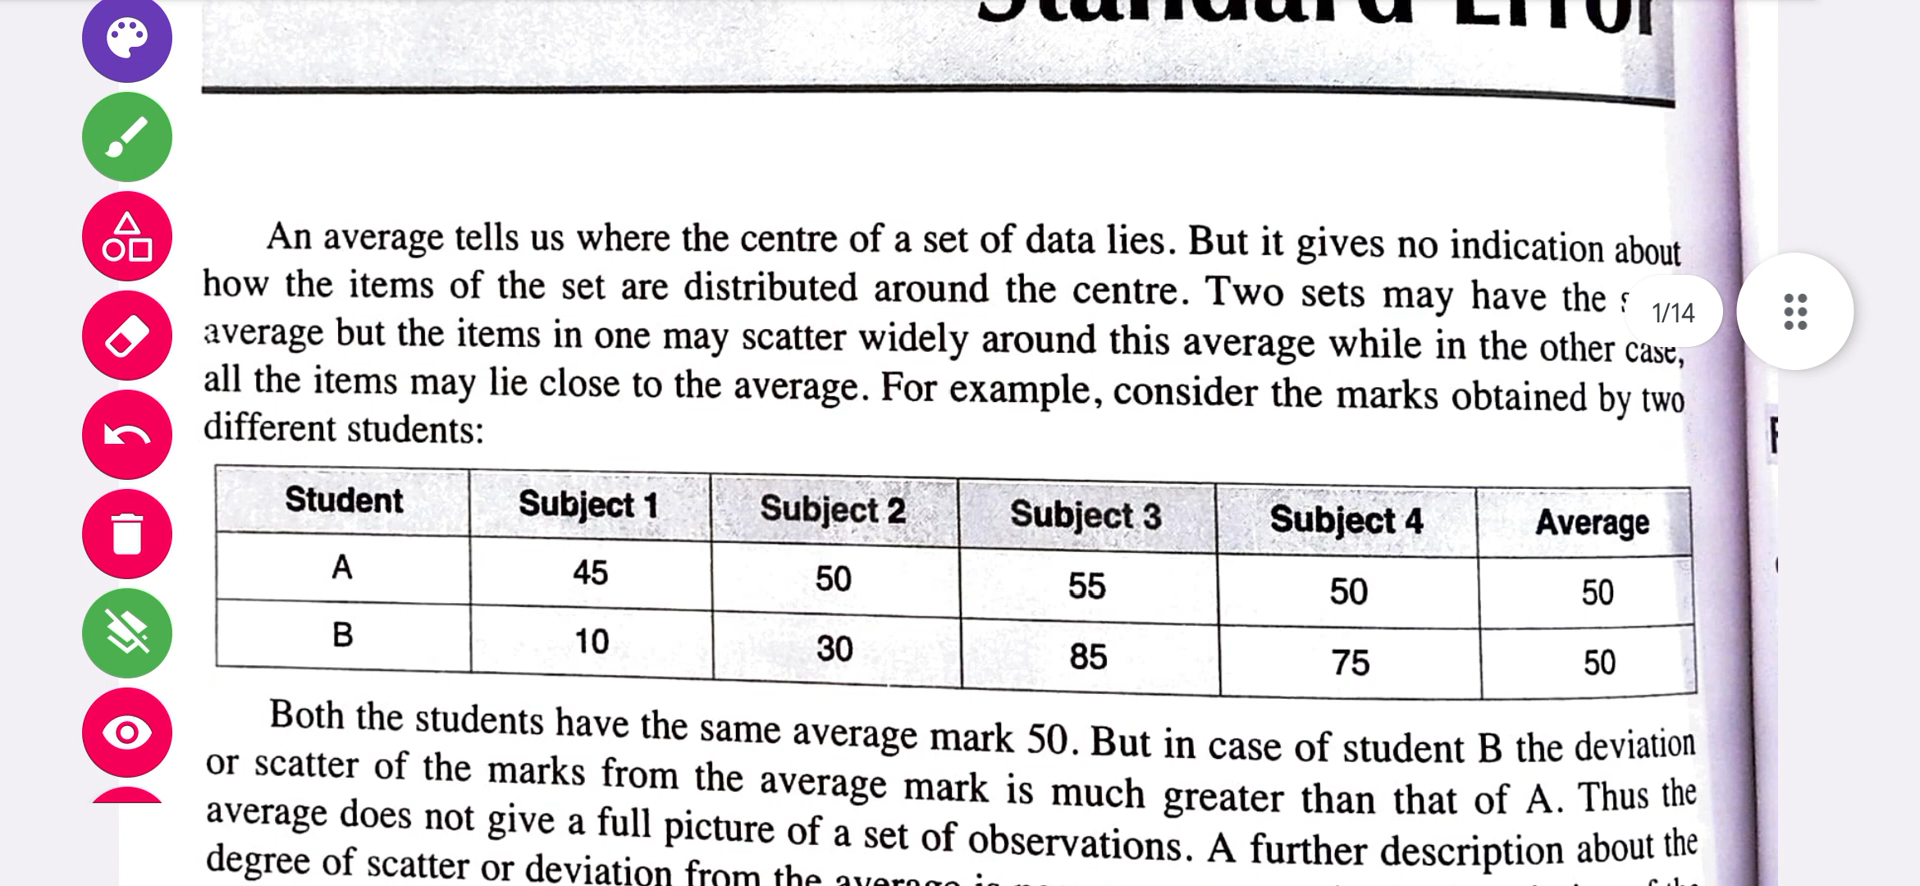 Standard Error
An average tells us where the centre of a set of data lies. But it gives no indication about
how the items of the set are distributed around the centre. Two sets may have the
1/14
average but the items in one may scatter widely around this average while in the other case,
all the items may lie close to the average. For example, consider the marks obtained by two
different students:
Student Subject 1 Subject 2 Subject 3 Subject 4 Average
A 45 50 55 50 50
B 10 30 85 75 50
Both the students have the same average mark 50. But in case of student B the deviation
or scatter of the marks from the average mark is much greater than that of A. Thus the
average does not give a full picture of a set of observations. A further description about the
degree of scatter or deviation from the average is